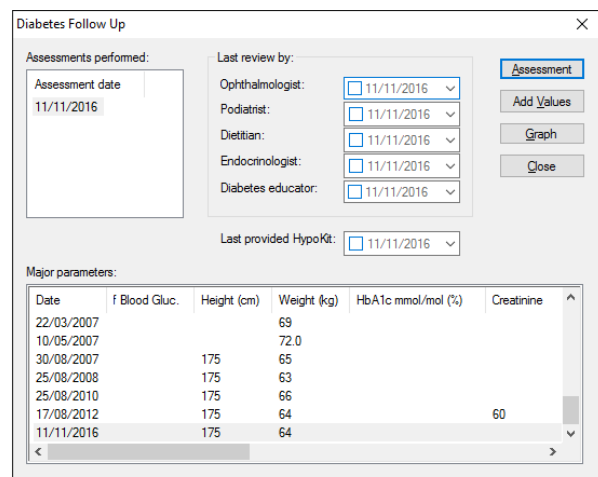 Diabetes Follow Up
Assessments performed:
Assessment date
11/11/2016
Last review by:
Ophthalmologist: 11/11/2016
Podiatrist: 11/11/2016
Dietitian: 11/11/2016
Endocrinologist: 11/11/2016
Diabetes educator: 11/11/2016
Last provided HypoKit: 11/11/2016
Assessment
Add Values
Graph
Close
Major parameters:
Date f Blood Gluc. Height (cm) Weight (kg) HbA1c mmol/mol (%) Creatinine
22/03/2007 69
10/05/2007 72.0
30/08/2007 175 65
25/08/2008 175 63
25/08/2010 175 66
17/08/2012 175 64 60
11/11/2016 175 64